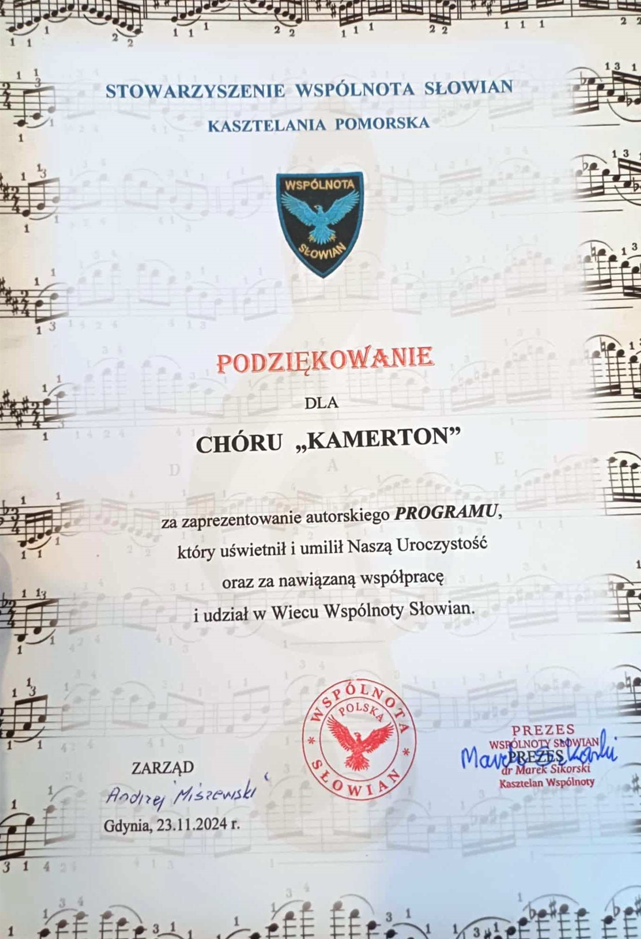 STOWARZYSZENIE WSPÓLNOTA SŁOWIAN
KASZTELANIA POMORSKA
WSPÓLNOTA
SŁOWIAN
PODZIĘKOWANIE
DLA
CHÓRU „KAMERTON”
za zaprezentowanie autorskiego PROGRAMU,
który uświetnił i umilił Naszą Uroczystość
oraz za nawiązaną współpracę
i udział w Wiecu Wspólnoty Słowian.
WSPÓLNOTA
POLSKA
SŁOWIAN
ZARZĄD
Andrzej Miszewski
Gdynia, 23.11.2024 r.
PREZES
WSPÓLNOTY SŁOWIAN
PREZES
dr Marek Sikorski
Kasztelan Wspólnoty